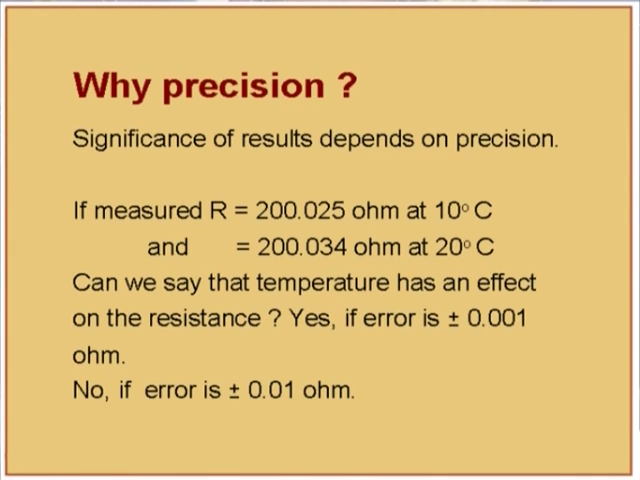 Why precision ?
Significance of results depends on precision.
If measured R = 200.025 ohm at 10° C
and = 200.034 ohm at 20° C
Can we say that temperature has an effect
on the resistance ? Yes, if error is ± 0.001
ohm.
No, if error is ± 0.01 ohm.